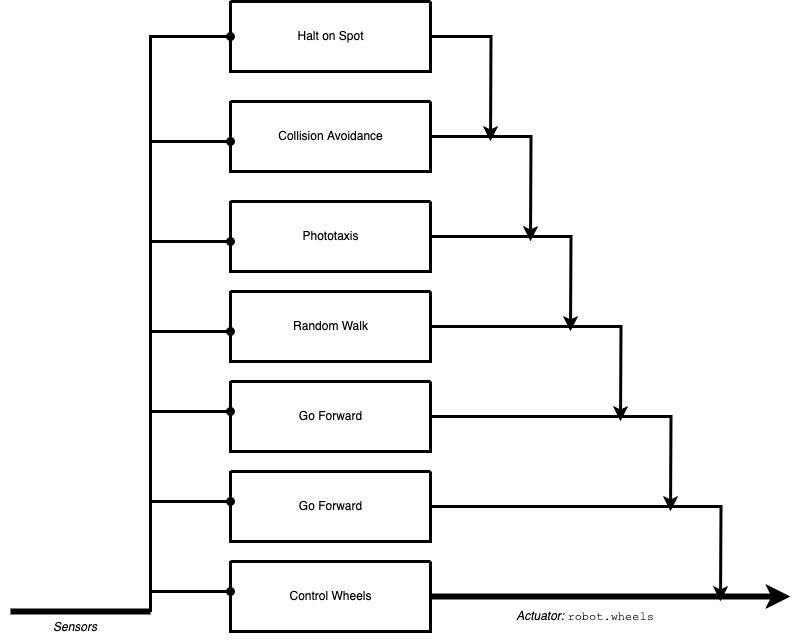 Halt on Spot
Collision Avoidance
Phototaxis
Random Walk
Go Forward
Go Forward
Control Wheels
Sensors
Actuator: robot.wheels